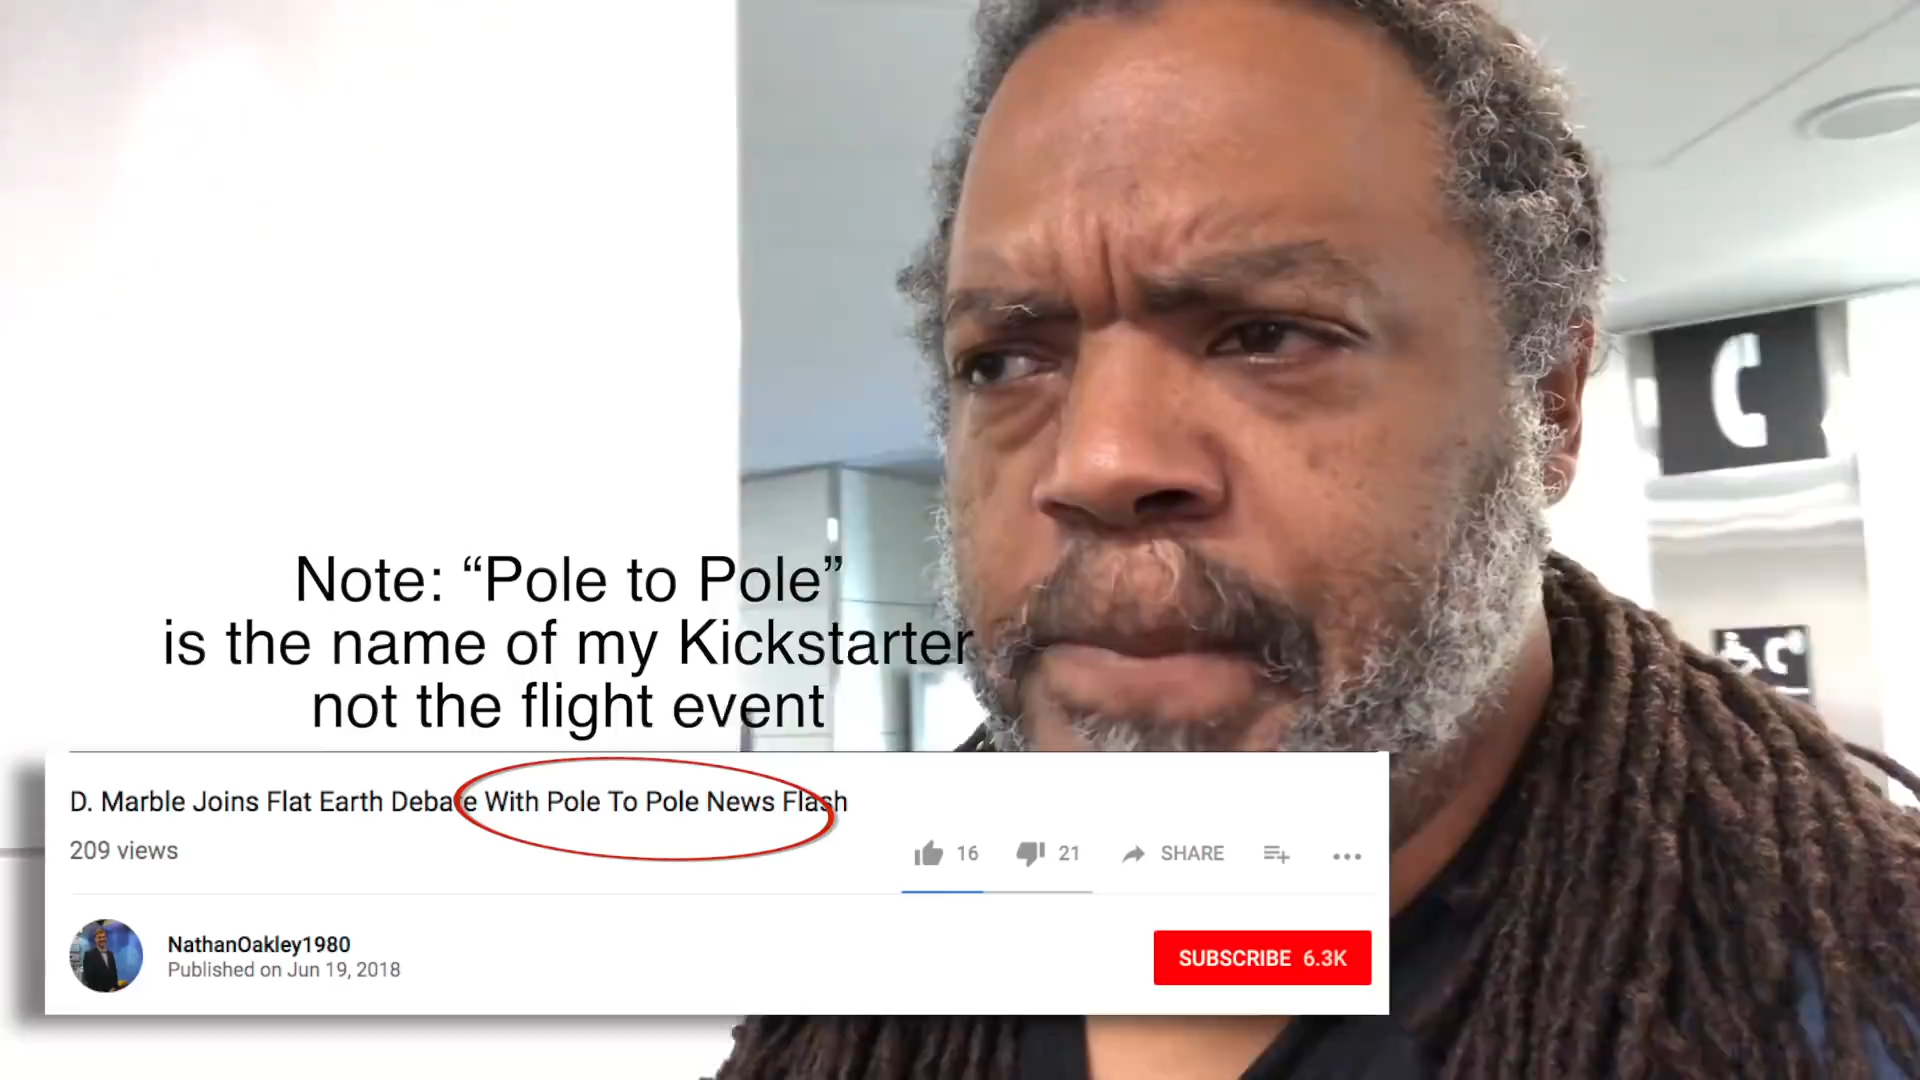 Note: “Pole to Pole”
is the name of my Kickstarter
not the flight event
D. Marble Joins Flat Earth Debate With Pole To Pole News Flash
209 views
16
21
SHARE
NathanOakley1980
Published on Jun 19, 2018
SUBSCRIBE 6.3K